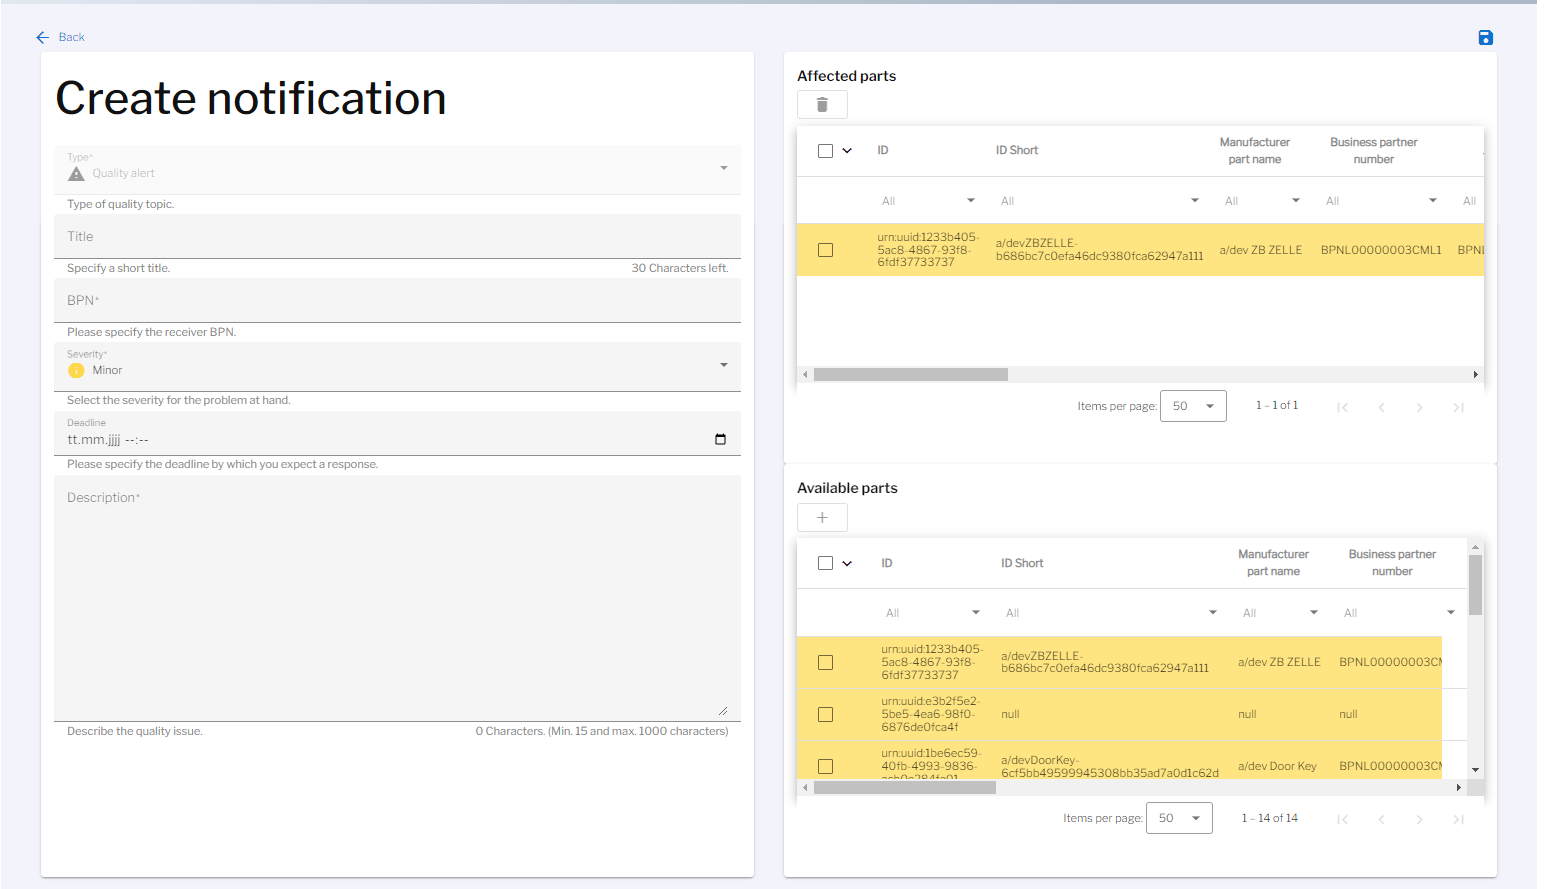 Back
Create notification
Type*
Quality alert
Type of quality topic.
Title
Specify a short title.
30 Characters left.
BPN*
Please specify the receiver BPN.
Severity*
Minor
Select the severity for the problem at hand.
Deadline
tt.mm.jjjj --:--
Please specify the deadline by which you expect a response.
Description*
Describe the quality issue.
0 Characters. (Min. 15 and max. 1000 characters)
Affected parts
ID
ID Short
Manufacturer
part name
Business partner
number
All
All
All
All
All
urn:uuid:1233b405-
5ac8-4867-93f8-
6fdf37733737
a/devZBZELLE-
b686bc7c0efa46dc9380fca62947a111
a/dev ZB ZELLE
BPNL00000003CML1
BPNL
Items per page:
50
1 – 1 of 1
Available parts
+
ID
ID Short
Manufacturer
part name
Business partner
number
All
All
All
All
urn:uuid:1233b405-
5ac8-4867-93f8-
6fdf37733737
a/devZBZELLE-
b686bc7c0efa46dc9380fca62947a111
a/dev ZB ZELLE
BPNL00000003CM
urn:uuid:e3b2f5e2-
5be5-4ea6-98f0-
6876de0fca4f
null
null
null
urn:uuid:1be6ec59-
40fb-4993-9836-
a/devDoorKey-
6cf5bb49599945308bb35ad7a0d1c62d
a/dev Door Key
BPNL00000003CM
Items per page:
50
1 – 14 of 14